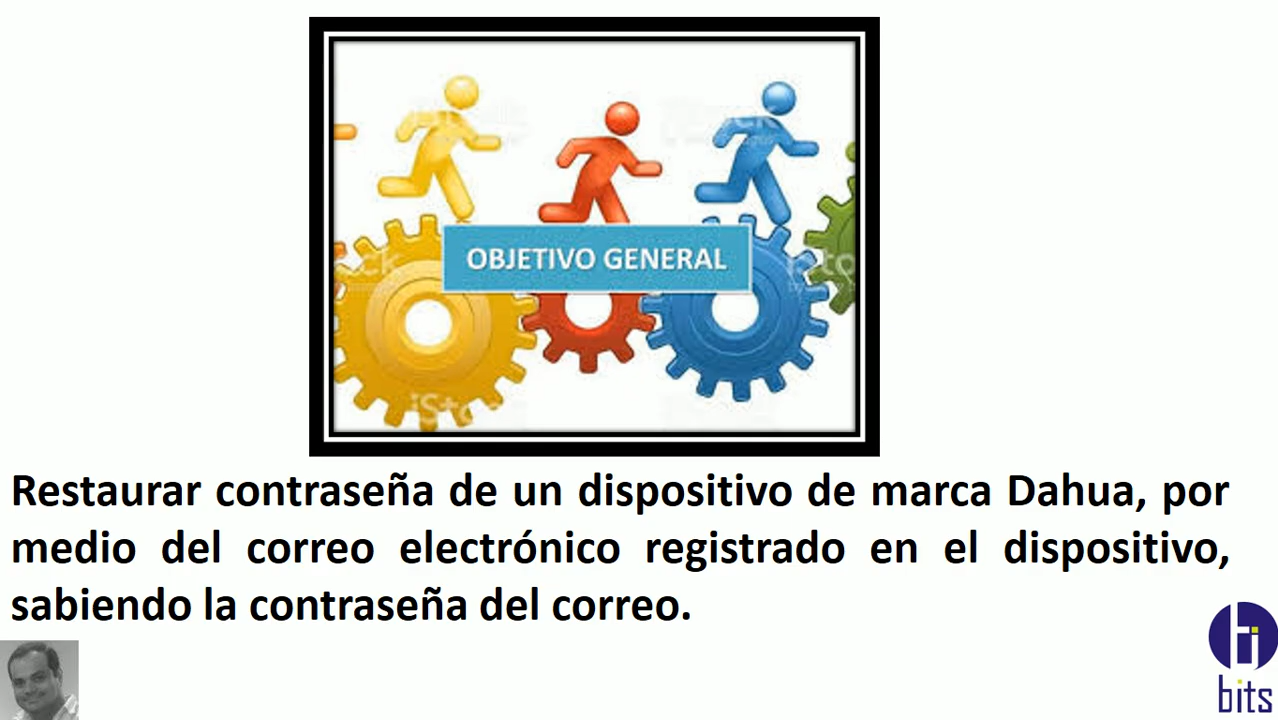 OBJETIVO GENERAL
iStock
Restaurar contraseña de un dispositivo de marca Dahua, por
medio del correo electrónico registrado en el dispositivo,
sabiendo la contraseña del correo.
bits